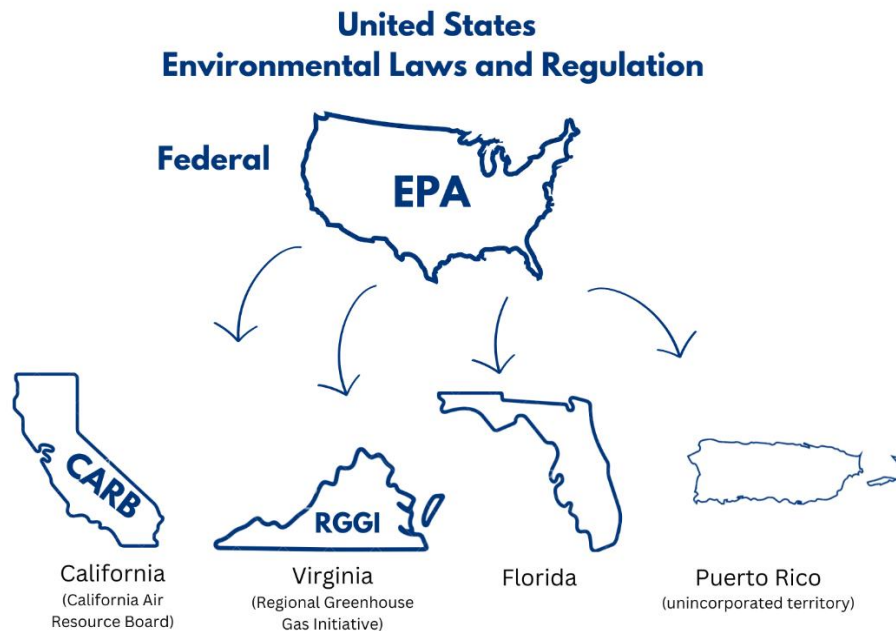 United States
Environmental Laws and Regulation
Federal
EPA
CARB
RGGI
California
(California Air
Resource Board)
Virginia
(Regional Greenhouse
Gas Initiative)
Florida
Puerto Rico
(unincorporated territory)